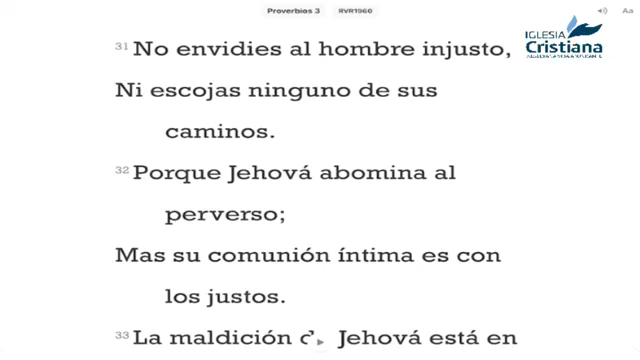 Proverbios 3 RVR1960 Aa
IGLESIA
Cristiana
31 No envidies al hombre injusto,
Ni escojas ninguno de sus
caminos.
32 Porque Jehová abomina al
perverso;
Mas su comunión íntima es con
los justos.
33 La maldición Jehová está en